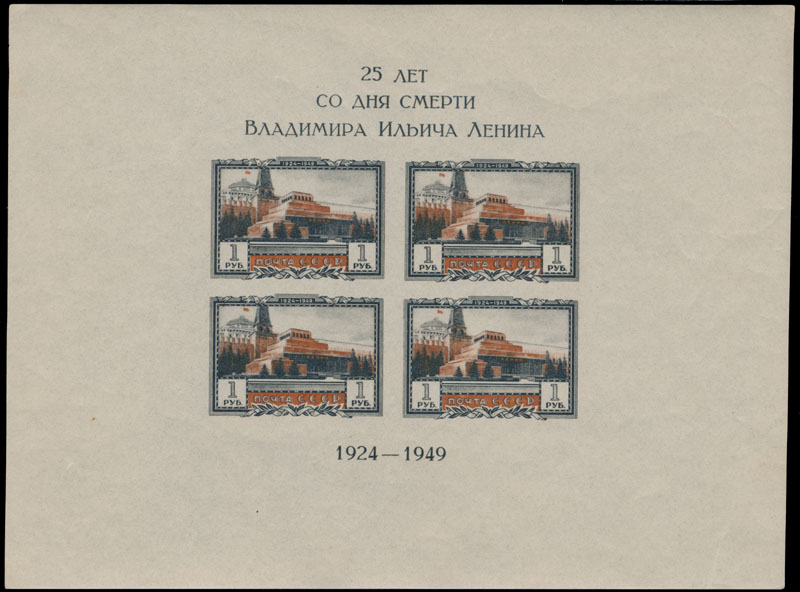 25 ЛЕТ
СО ДНЯ СМЕРТИ
ВЛАДИМИРА ИЛЬИЧА ЛЕНИНА
1924-1949
1 РУБ.
ПОЧТА СССР
1 РУБ.
1924-1949
1 РУБ.
ПОЧТА СССР
1 РУБ.
1924-1949
1 РУБ.
ПОЧТА СССР
1 РУБ.
1924-1949
1 РУБ.
ПОЧТА СССР
1 РУБ.
1924—1949